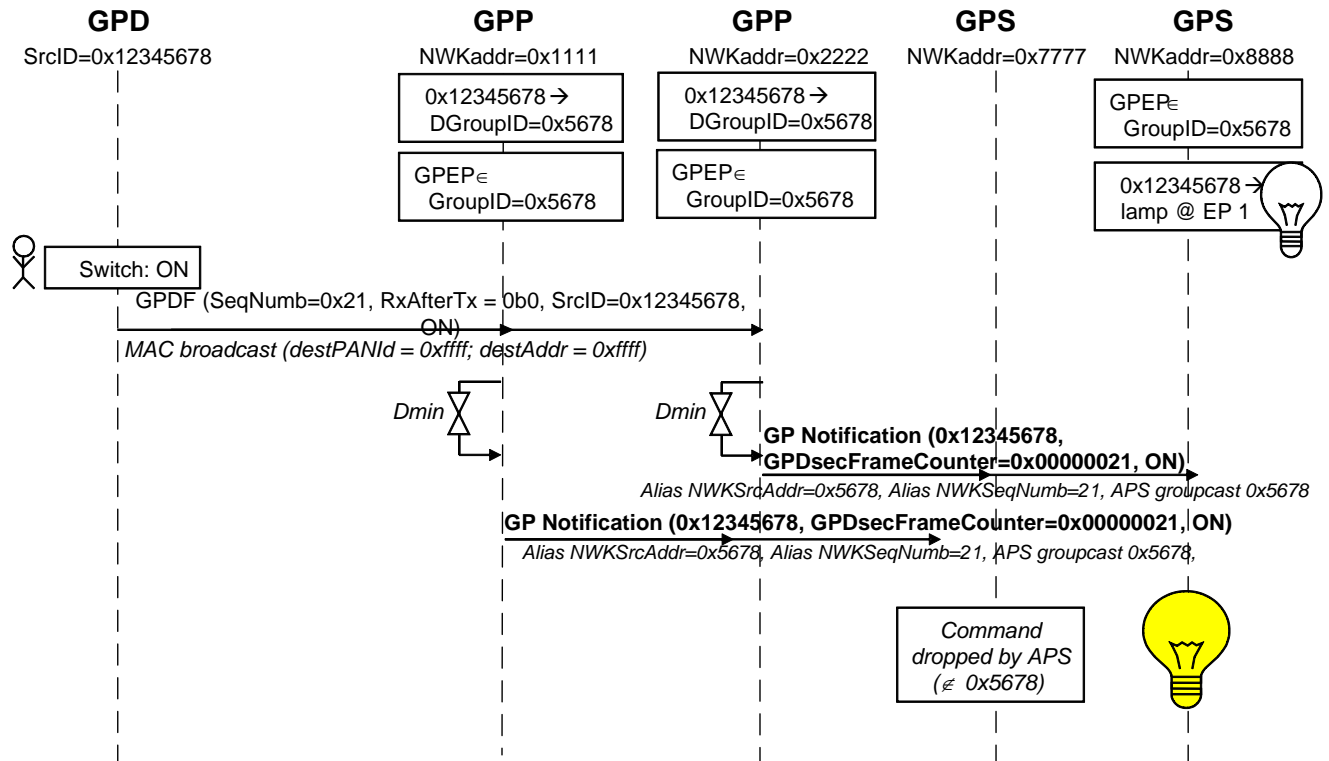 GPD GPP GPP GPS GPS
SrcID=0x12345678 NWKaddr=0x1111 NWKaddr=0x2222 NWKaddr=0x7777 NWKaddr=0x8888
0x12345678→
DGroupID=0x5678
0x12345678→
DGroupID=0x5678
GPEP∈
GroupID=0x5678
GPEP∈
GroupID=0x5678
GPEP∈
GroupID=0x5678
0x12345678→
lamp @ EP 1
Switch: ON
GPDF (SeqNumb=0x21, RxAfterTx = 0b0, SrcID=0x12345678,
ON)
MAC broadcast (destPANId = 0xffff; destAddr = 0xffff)
Dmin
Dmin
GP Notification (0x12345678,
GPDsecFrameCounter=0x00000021, ON)
Alias NWKSrcAddr=0x5678, Alias NWKSeqNumb=21, APS groupcast 0x5678
GP Notification (0x12345678, GPDsecFrameCounter=0x00000021, ON)
Alias NWKSrcAddr=0x5678, Alias NWKSeqNumb=21, APS groupcast 0x5678,
Command
dropped by APS
(∉ 0x5678)